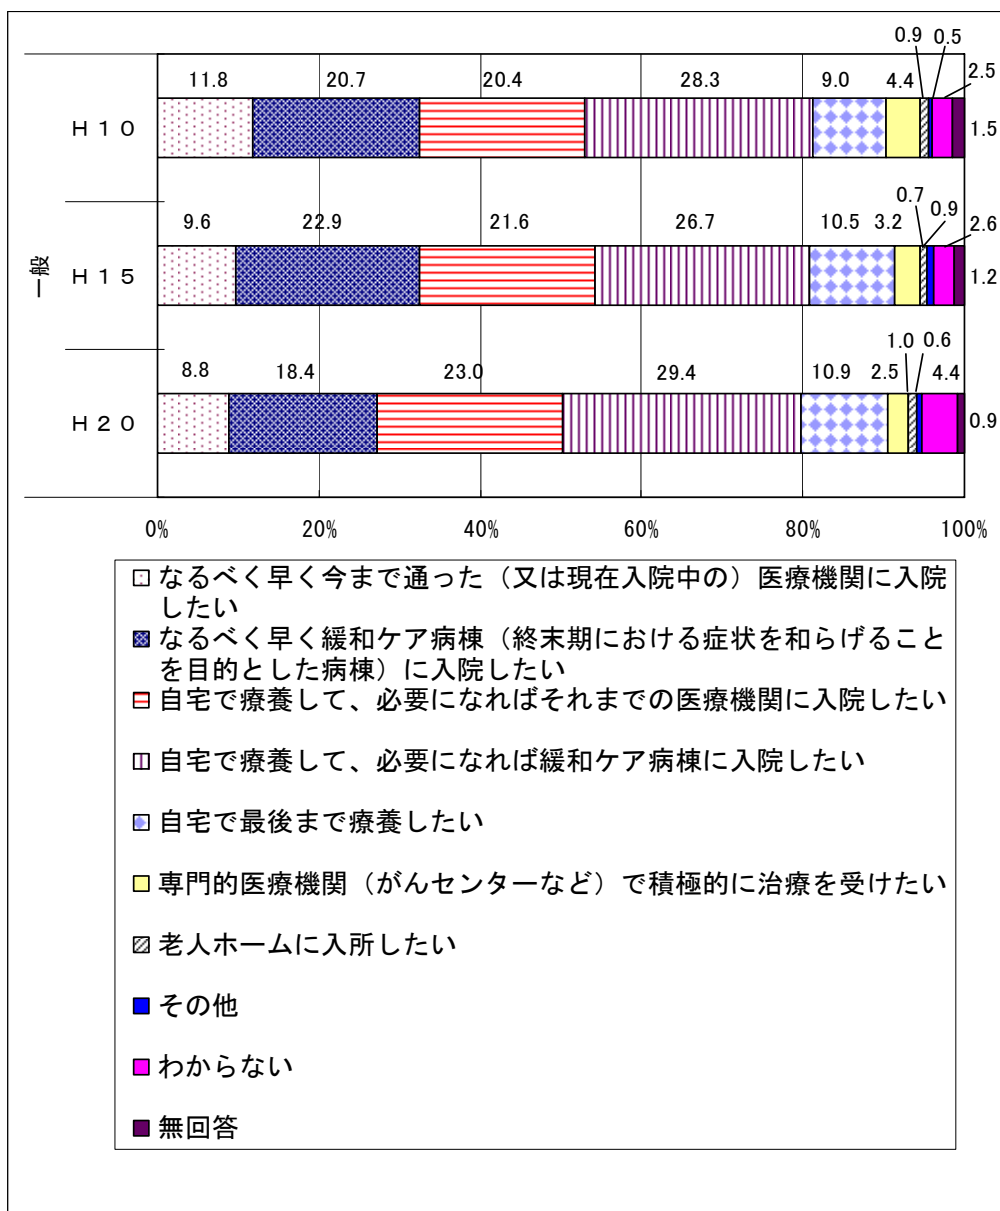 0.9 0.5
11.8 20.7 20.4 28.3 9.0 4.4 2.5
H10
1.5
0.7 0.9
9.6 22.9 21.6 26.7 10.5 3.2 2.6
一般
H15
1.2
1.0 0.6
8.8 18.4 23.0 29.4 10.9 2.5 4.4
H20
0.9
0% 20% 40% 60% 80% 100%
なるべく早く今まで通った（又は現在入院中の）医療機関に入院
したい
なるべく早く緩和ケア病棟（終末期における症状を和らげること
を目的とした病棟）に入院したい
自宅で療養して、必要になればそれまでの医療機関に入院したい
自宅で療養して、必要になれば緩和ケア病棟に入院したい
自宅で最後まで療養したい
専門的医療機関（がんセンターなど）で積極的に治療を受けたい
老人ホームに入所したい
その他
わからない
無回答